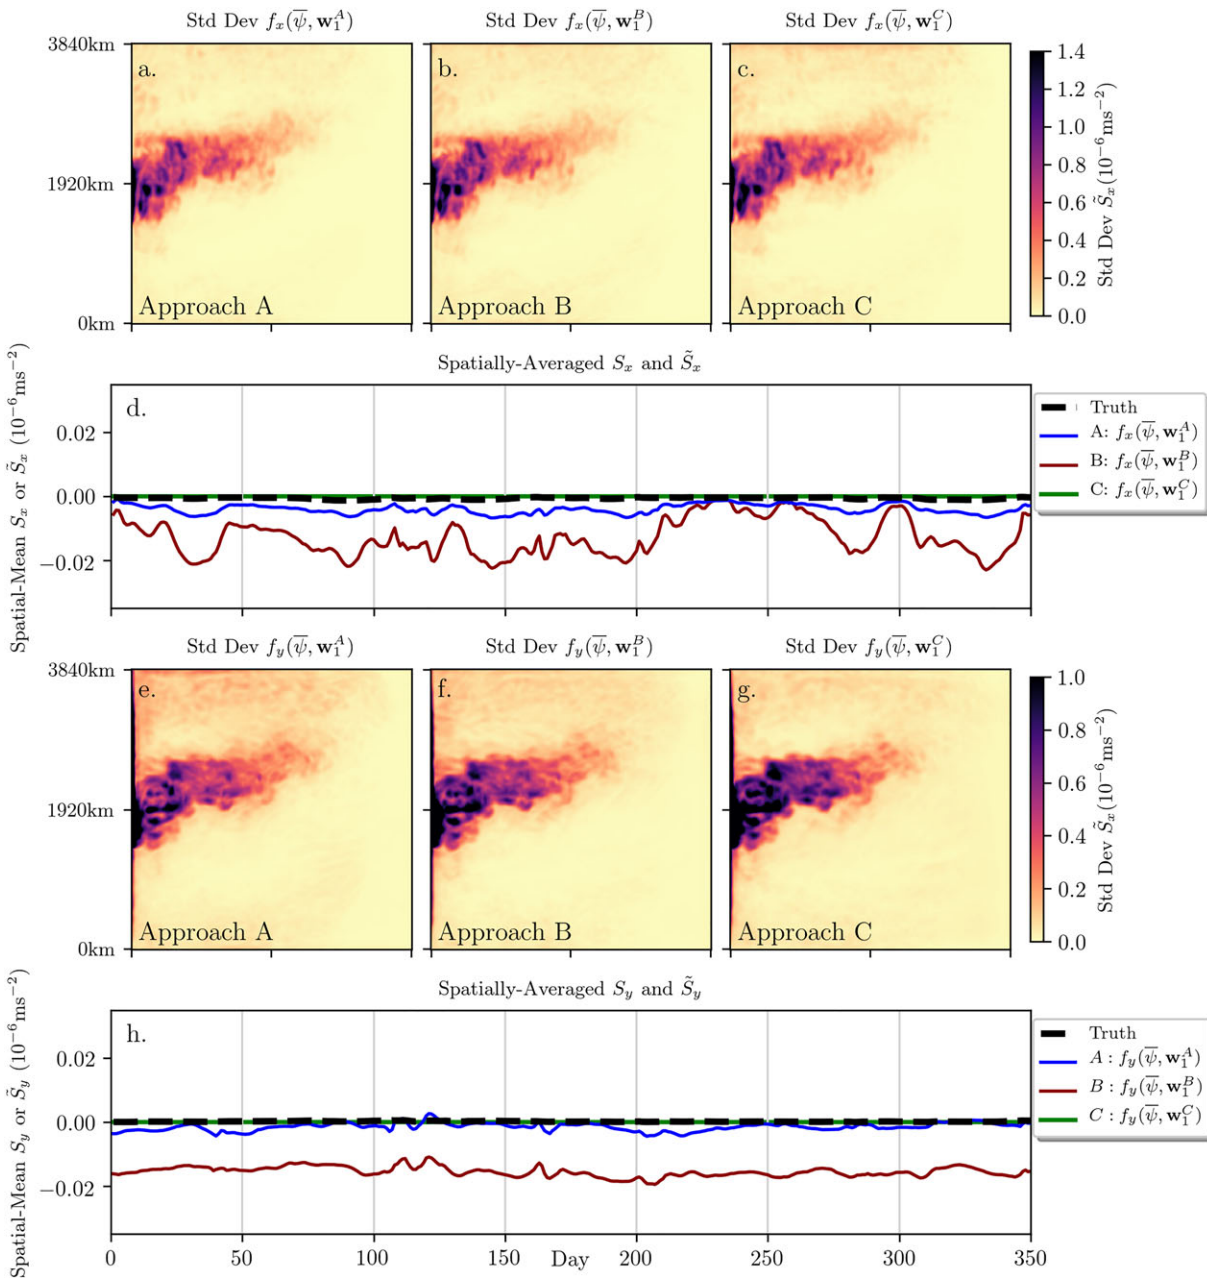 Std Dev $f_x(\overline{\psi}, \mathbf{w}_1^A)$
Std Dev $f_x(\overline{\psi}, \mathbf{w}_1^B)$
Std Dev $f_x(\overline{\psi}, \mathbf{w}_1^C)$
3840km
1920km
0km
a.
Approach A
b.
Approach B
c.
Approach C
1.4
1.2
1.0
0.8
0.6
0.4
0.2
0.0
Std Dev $\tilde{S}_x(10^{-6}\mathrm{ms}^{-2})$
Spatially-Averaged $S_x$ and $\tilde{S}_x$
Spatial-Mean $S_x$ or $\tilde{S}_x$ $(10^{-6}\mathrm{ms}^{-2})$
0.02
0.00
−0.02
d.
Truth
A: $f_x(\overline{\psi}, \mathbf{w}_1^A)$
B: $f_x(\overline{\psi}, \mathbf{w}_1^B)$
C: $f_x(\overline{\psi}, \mathbf{w}_1^C)$
Std Dev $f_y(\overline{\psi}, \mathbf{w}_1^A)$
Std Dev $f_y(\overline{\psi}, \mathbf{w}_1^B)$
Std Dev $f_y(\overline{\psi}, \mathbf{w}_1^C)$
3840km
1920km
0km
e.
Approach A
f.
Approach B
g.
Approach C
1.0
0.8
0.6
0.4
0.2
0.0
Std Dev $\tilde{S}_x(10^{-6}\mathrm{ms}^{-2})$
Spatially-Averaged $S_y$ and $\tilde{S}_y$
Spatial-Mean $S_y$ or $\tilde{S}_y$ $(10^{-6}\mathrm{ms}^{-2})$
0.02
0.00
−0.02
h.
Truth
$A : f_y(\overline{\psi}, \mathbf{w}_1^A)$
$B : f_y(\overline{\psi}, \mathbf{w}_1^B)$
$C : f_y(\overline{\psi}, \mathbf{w}_1^C)$
0 50 100 150 200 250 300 350
Day